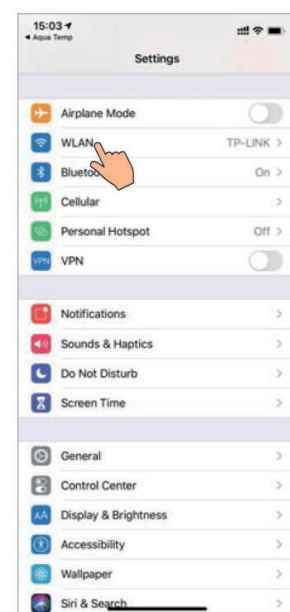 15:03
◀ Aqua Temp
Settings
Airplane Mode
WLAN TP-LINK >
Bluetoo On >
Cellular >
Personal Hotspot Off >
VPN VPN
Notifications >
Sounds & Haptics >
Do Not Disturb >
Screen Time >
General >
Control Center >
AA Display & Brightness >
Accessibility >
Wallpaper >
Siri & Search >